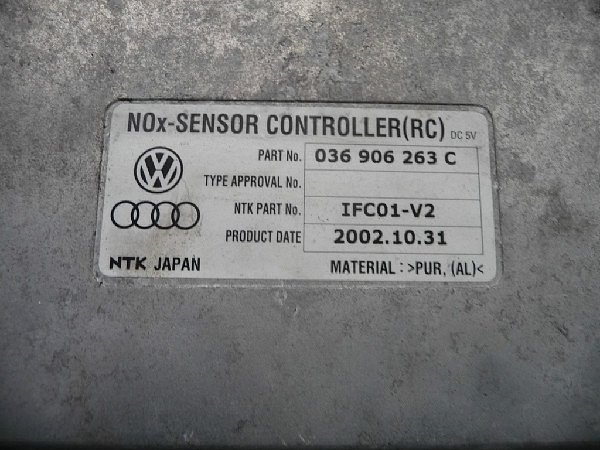 NOx-SENSOR CONTROLLER(RC) DC 5V
PART No. 036 906 263 C
TYPE APPROVAL No.
NTK PART No. IFC01-V2
PRODUCT DATE 2002.10.31
NTK JAPAN MATERIAL : >PUR, (AL)<